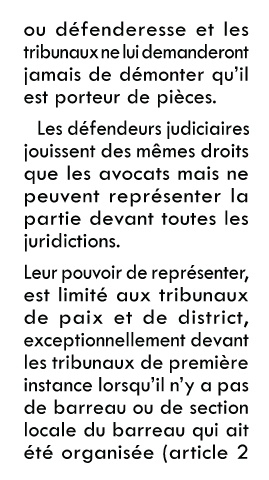 ou défenderesse et les
tribunaux ne lui demanderont
jamais de démonter qu'il
est porteur de pièces.
Les défendeurs judiciaires
jouissent des mêmes droits
que les avocats mais ne
peuvent représenter la
partie devant toutes les
juridictions.
Leur pouvoir de représenter,
est limité aux tribunaux
de paix et de district,
exceptionnellement devant
les tribunaux de première
instance lorsqu'il n'y a pas
de barreau ou de section
locale du barreau qui ait
été organisée (article 2